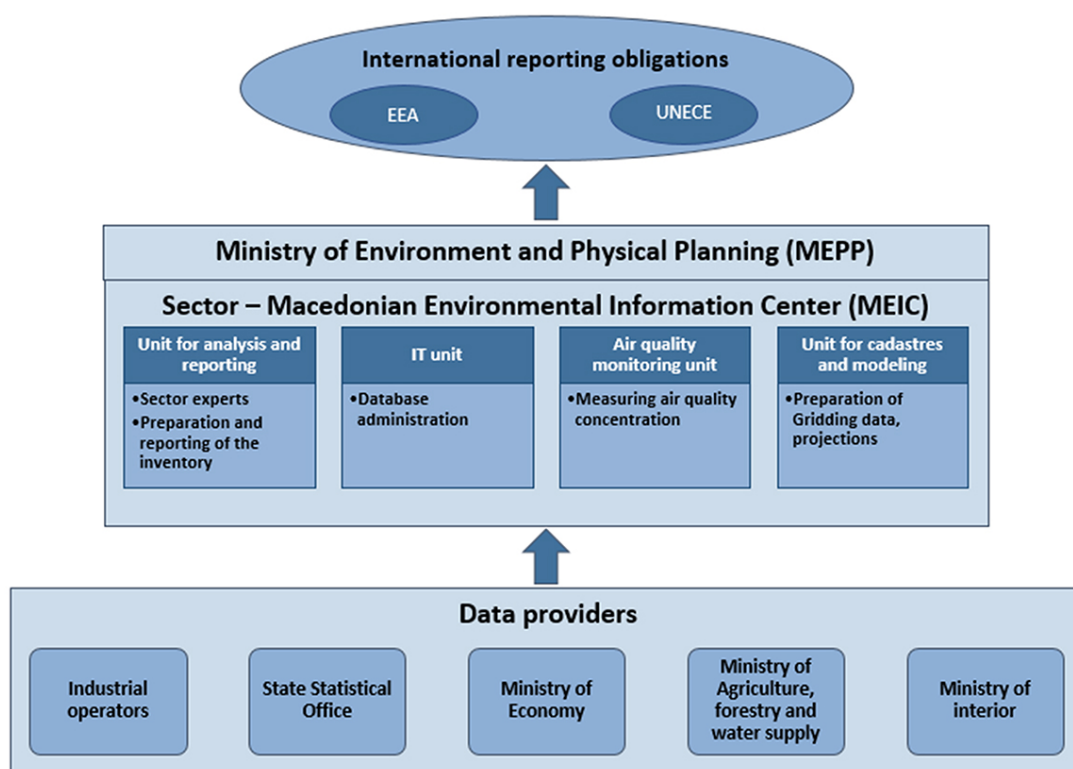 International reporting obligations
EEA
UNECE
Ministry of Environment and Physical Planning (MEPP)
Sector – Macedonian Environmental Information Center (MEIC)
Unit for analysis and
reporting
•Sector experts
•Preparation and
reporting of the
inventory
IT unit
•Database
administration
Air quality
monitoring unit
•Measuring air quality
concentration
Unit for cadastres
and modeling
•Preparation of
Gridding data,
projections
Data providers
Industrial
operators
State Statistical
Office
Ministry of
Economy
Ministry of
Agriculture,
forestry and
water supply
Ministry of
interior